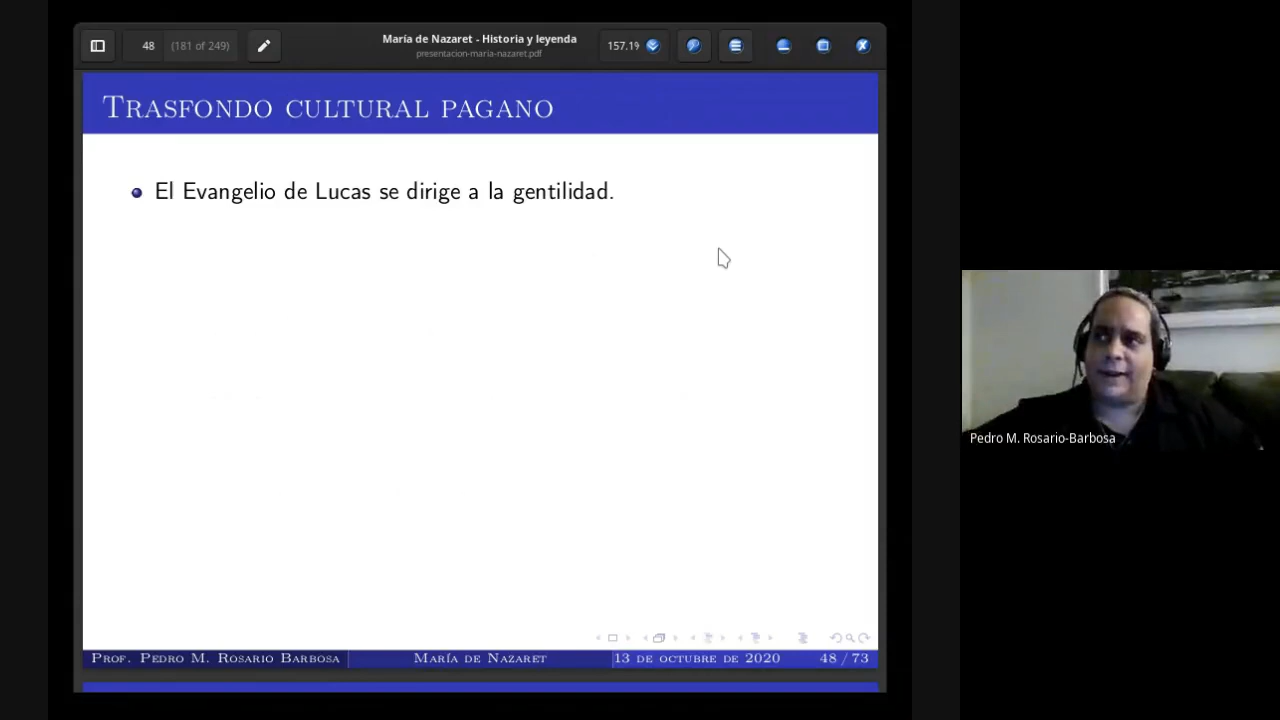 48 (181 of 249)
María de Nazaret - Historia y leyenda
presentacion-maria-nazaret.pdf
157.19
Trasfondo cultural pagano
El Evangelio de Lucas se dirige a la gentilidad.
Pedro M. Rosario-Barbosa
Prof. Pedro M. Rosario Barbosa María de Nazaret 13 de octubre de 2020 48 / 73